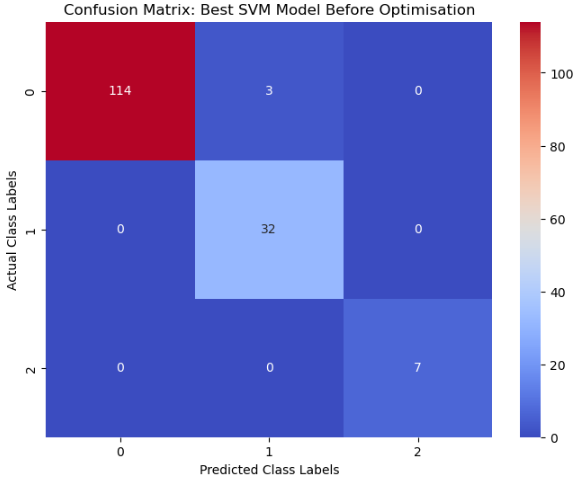 Confusion Matrix: Best SVM Model Before Optimisation
Actual Class Labels
0 114 3 0
1 0 32 0
2 0 0 7
0 1 2
Predicted Class Labels
100
80
60
40
20
0